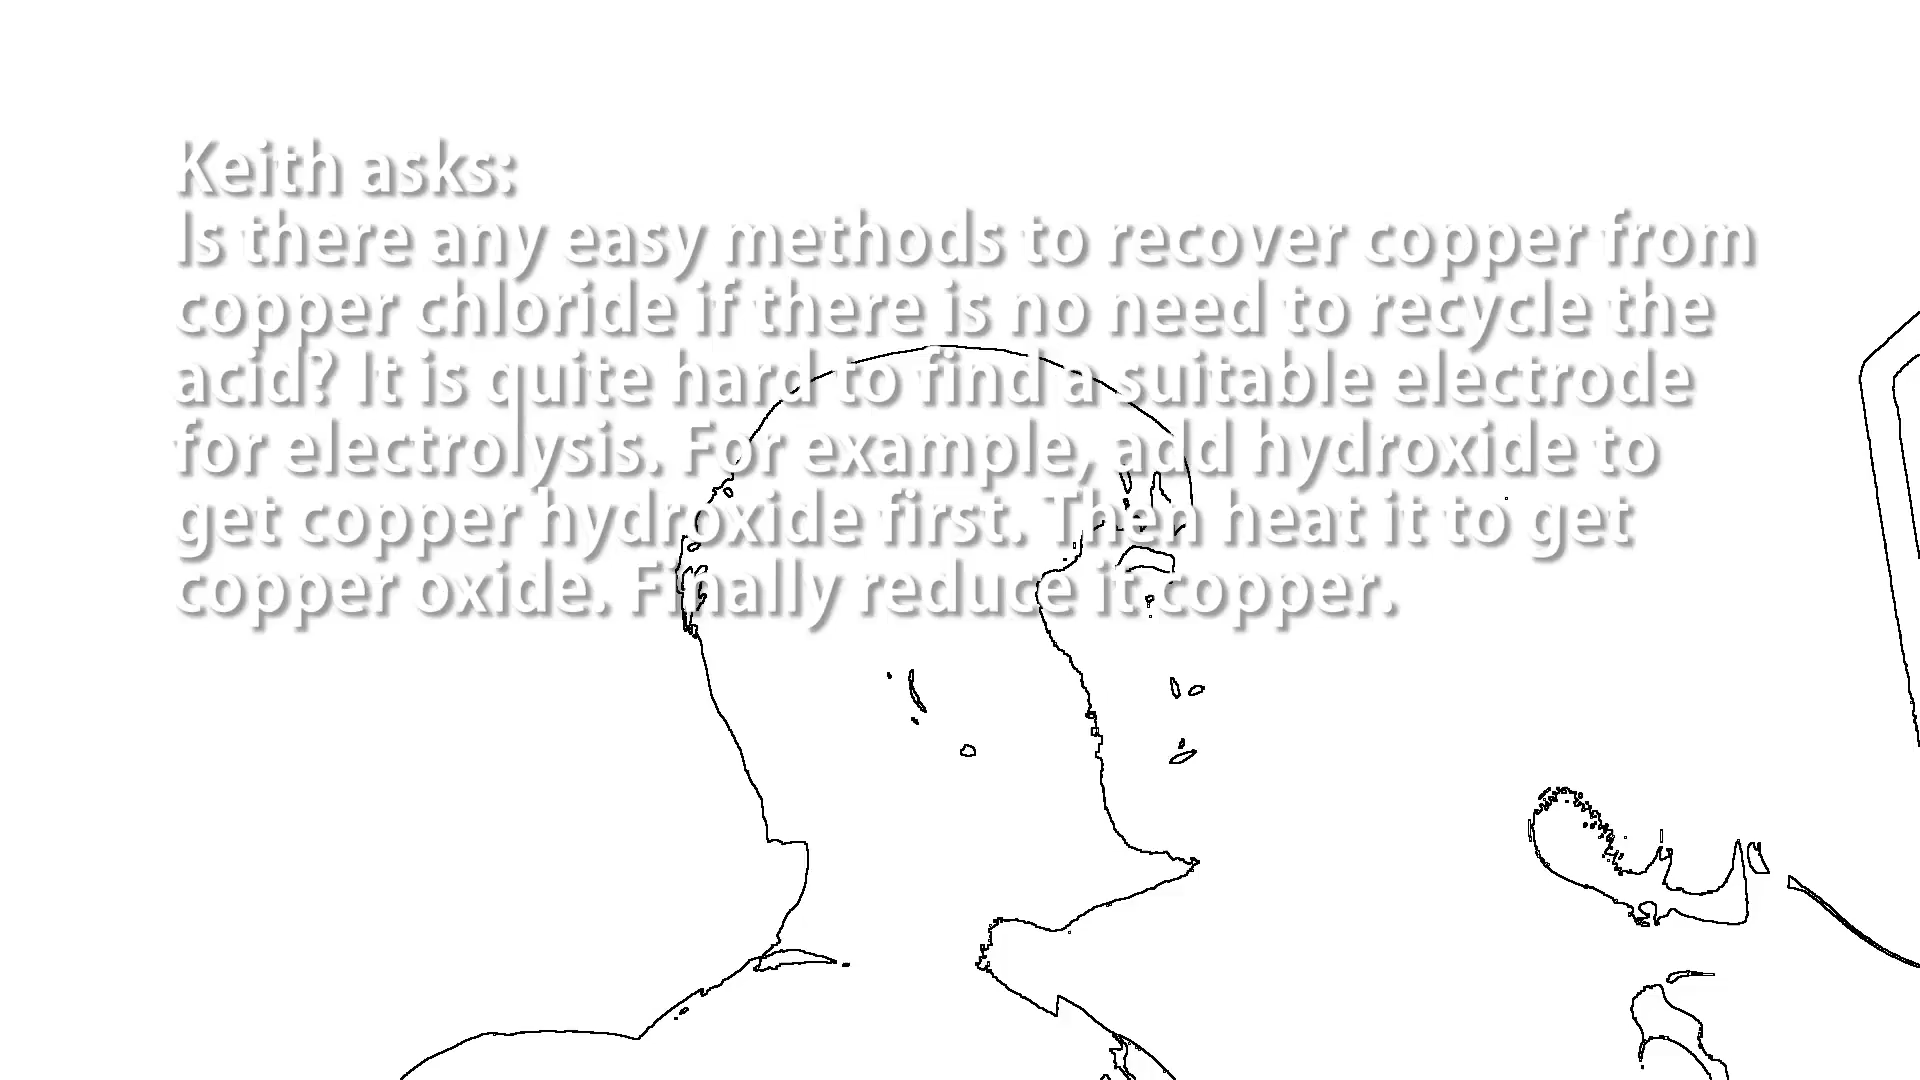 Keith asks:
Is there any easy methods to recover copper from
copper chloride if there is no need to recycle the
acid? It is quite hard to find a suitable electrode
for electrolysis. For example, add hydroxide to
get copper hydroxide first. Then heat it to get
copper oxide. Finally reduce it copper.